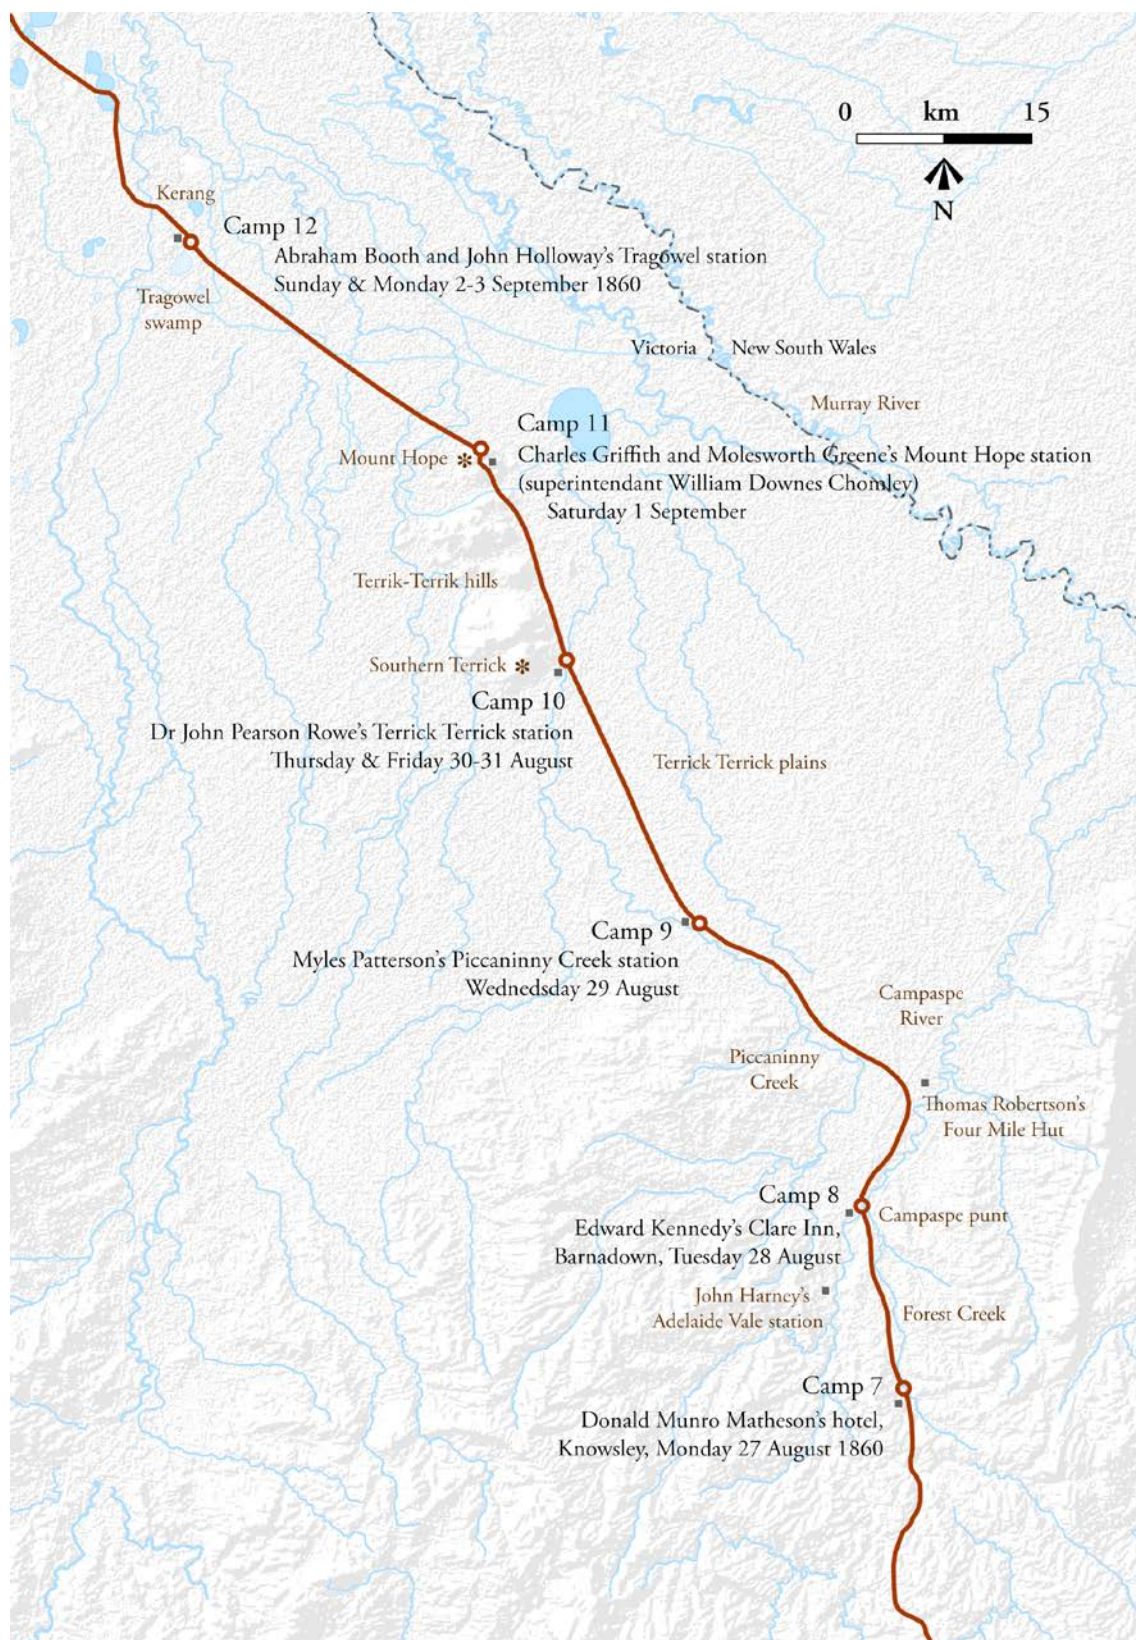 0 km 15
N
Kerang
Camp 12
Abraham Booth and John Holloway's Tragowel station
Sunday & Monday 2-3 September 1860
Tragowel
swamp
Victoria
New South Wales
Murray River
Camp 11
Mount Hope
Charles Griffith and Molesworth Greene's Mount Hope station
(superintendant William Downes Chomley)
Saturday 1 September
Terrik-Terrik hills
Southern Terrick
Camp 10
Dr John Pearson Rowe's Terrick Terrick station
Thursday & Friday 30-31 August
Terrick Terrick plains
Camp 9
Myles Patterson's Piccaninny Creek station
Wednedsday 29 August
Campaspe
River
Piccaninny
Creek
Thomas Robertson's
Four Mile Hut
Camp 8
Campaspe punt
Edward Kennedy's Clare Inn,
Barnadown, Tuesday 28 August
John Harney's
Adelaide Vale station
Forest Creek
Camp 7
Donald Munro Matheson's hotel,
Knowsley, Monday 27 August 1860